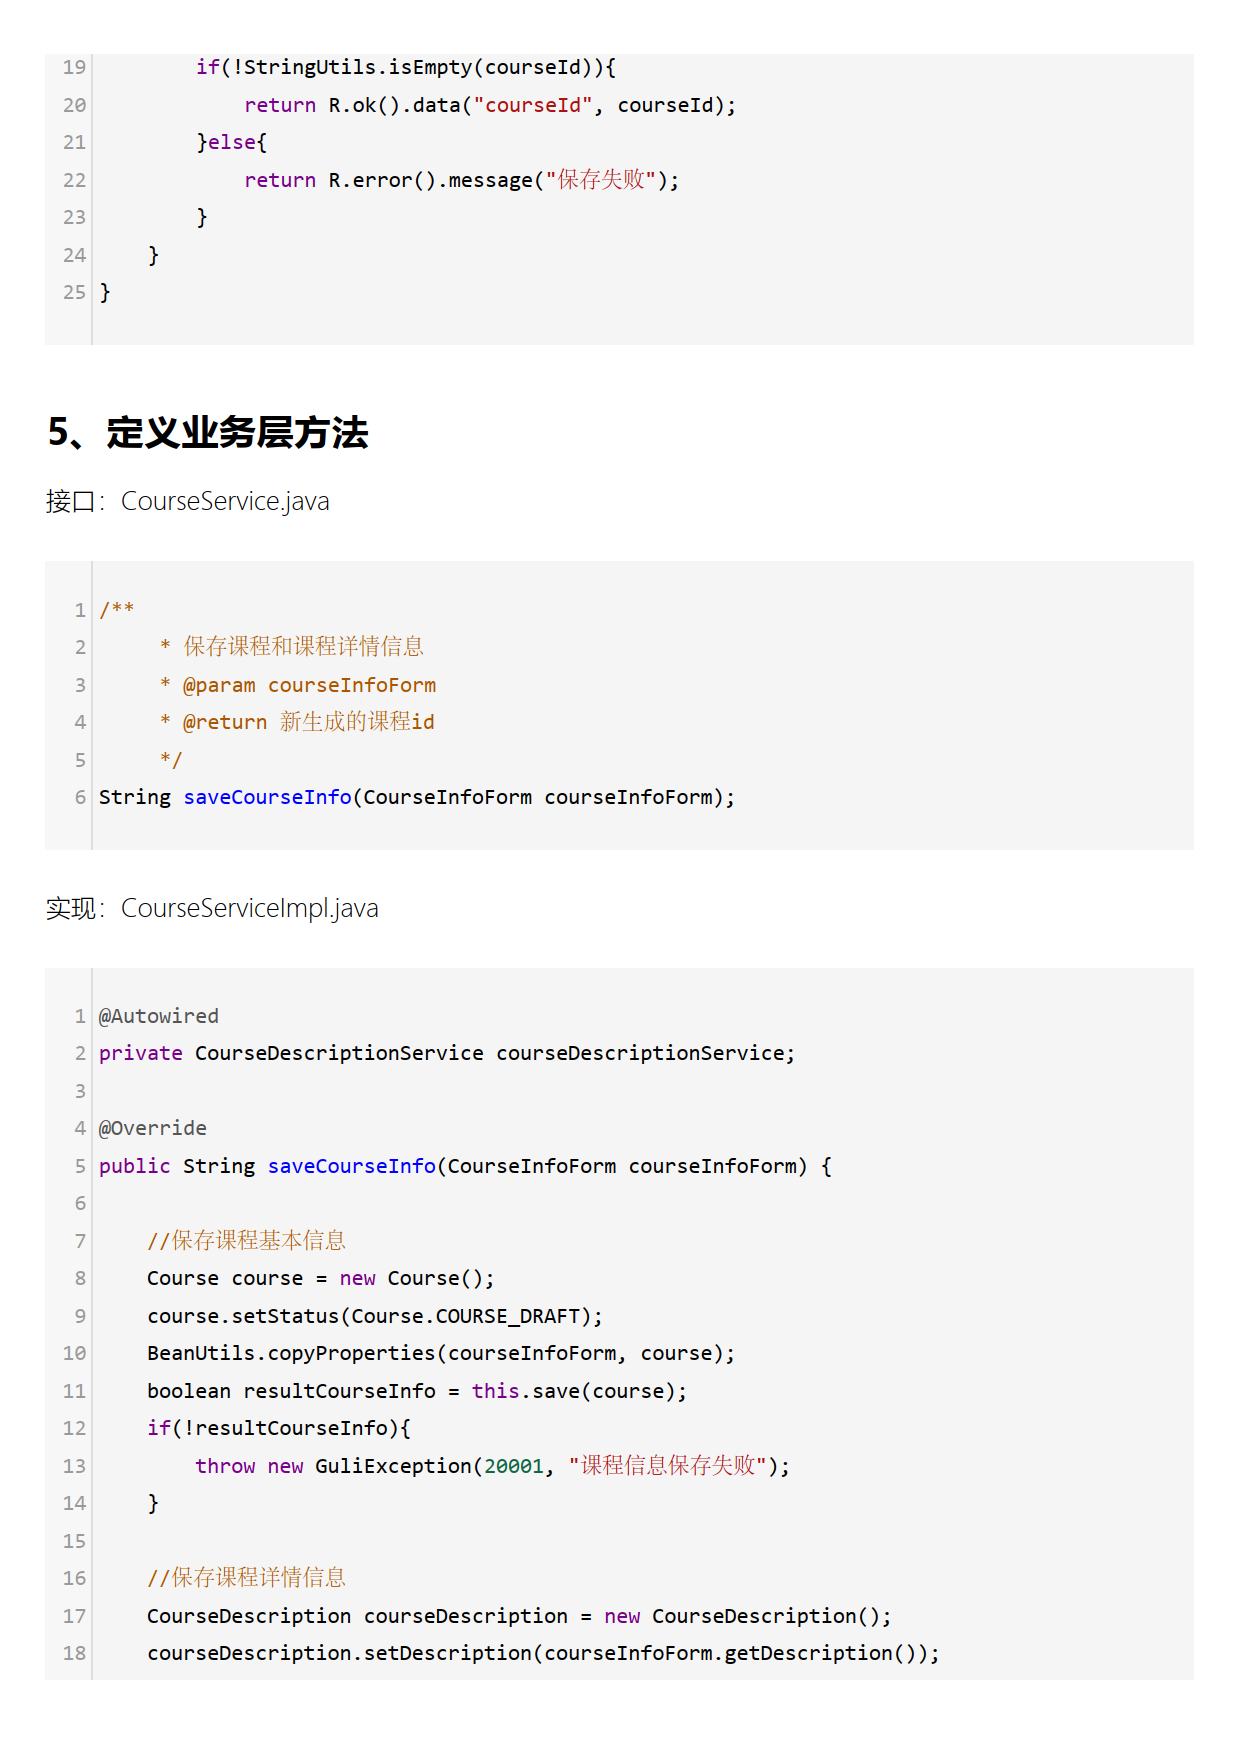 19         if(!StringUtils.isEmpty(courseId)){
20             return R.ok().data("courseId", courseId);
21         }else{
22             return R.error().message("保存失败");
23         }
24     }
25 }
5、定义业务层方法
接口：CourseService.java
1 /**
2      * 保存课程和课程详情信息
3      * @param courseInfoForm
4      * @return 新生成的课程id
5      */
6 String saveCourseInfo(CourseInfoForm courseInfoForm);
实现：CourseServiceImpl.java
1 @Autowired
2 private CourseDescriptionService courseDescriptionService;
3
4 @Override
5 public String saveCourseInfo(CourseInfoForm courseInfoForm) {
6
7     //保存课程基本信息
8     Course course = new Course();
9     course.setStatus(Course.COURSE_DRAFT);
10     BeanUtils.copyProperties(courseInfoForm, course);
11     boolean resultCourseInfo = this.save(course);
12     if(!resultCourseInfo){
13         throw new GuliException(20001, "课程信息保存失败");
14     }
15
16     //保存课程详情信息
17     CourseDescription courseDescription = new CourseDescription();
18     courseDescription.setDescription(courseInfoForm.getDescription());